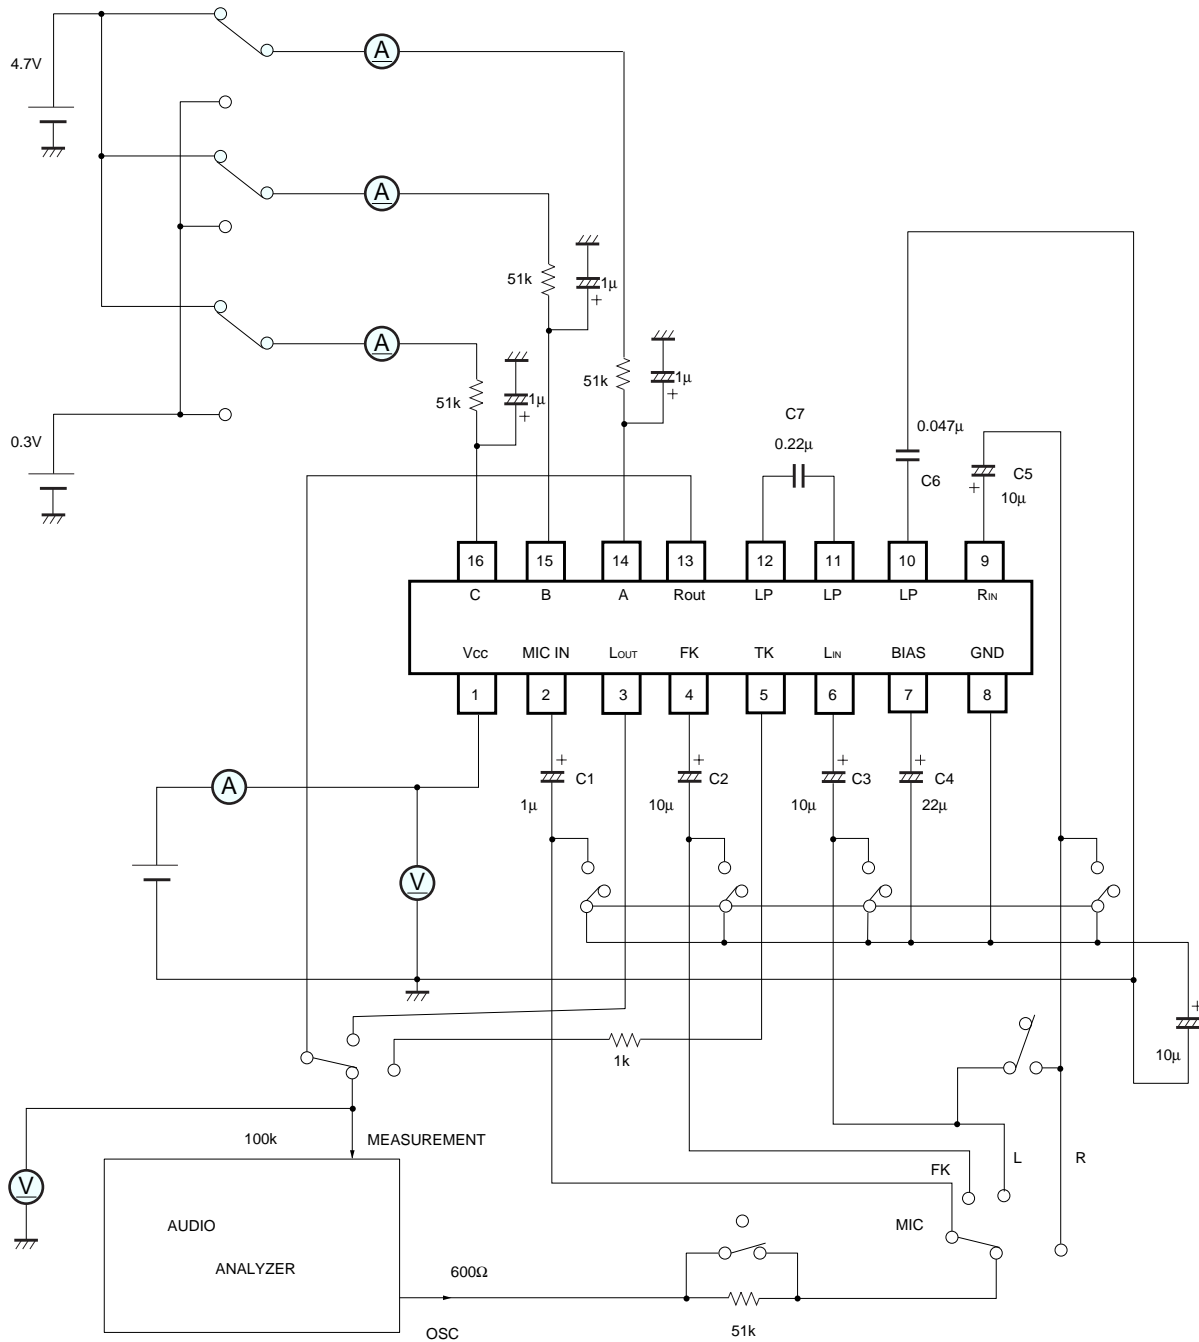 A
4.7V
A
51k
1µ
+
A
51k
1µ
+
51k
1µ
+
0.3V
C7
0.22µ
0.047µ
C6
C5
+
10µ
16 15 14 13 12 11 10 9
C B A Rout LP LP LP RIN
Vcc MIC IN LOUT FK TK LIN BIAS GND
1 2 3 4 5 6 7 8
A
+ C1
1µ
+ C2
10µ
+ C3
10µ
+ C4
22µ
V
+
10µ
1k
100k
MEASUREMENT
V
FK
L
R
MIC
AUDIO
ANALYZER
600Ω
OSC
51k